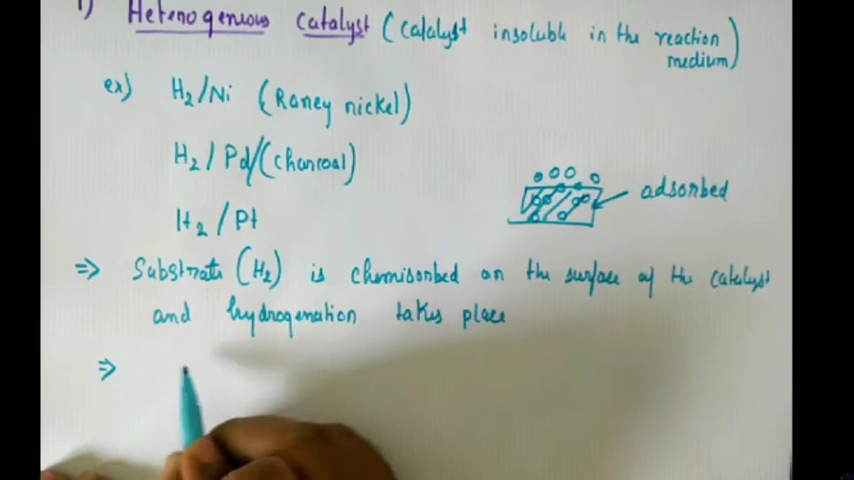 1) Heterogeneous catalyst (catalyst insoluble in the reaction medium)
ex) H₂/Ni (Raney nickel)
H₂/Pd/(charcoal)
H₂/Pt
adsorbed
⇒ Substrate (H₂) is chemisorbed on the surface of the catalyst
and hydrogenation takes place
⇒